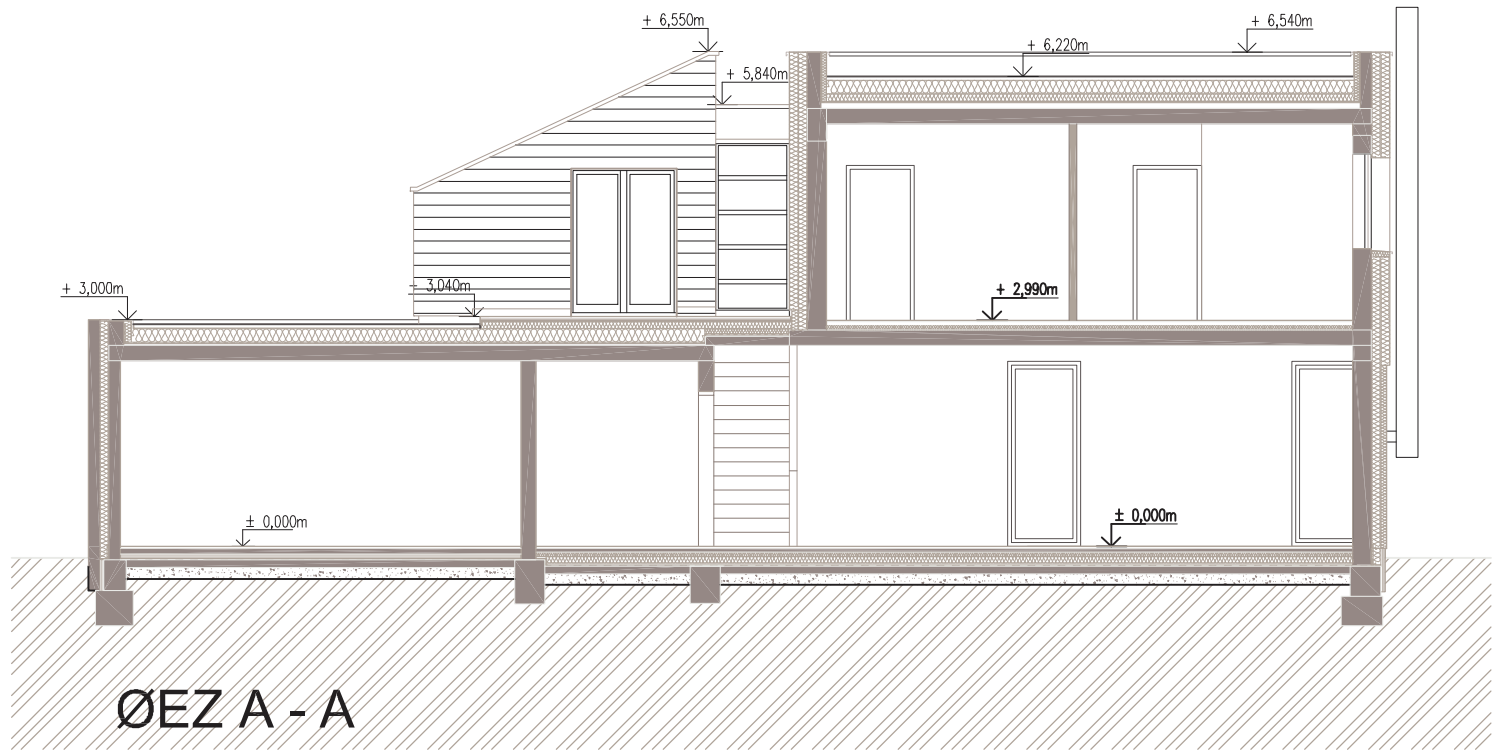 + 6,550m
+ 6,540m
+ 6,220m
+ 5,840m
+ 3,000m
+ 3,040m
+ 2,990m
± 0,000m
± 0,000m
ØEZ A - A